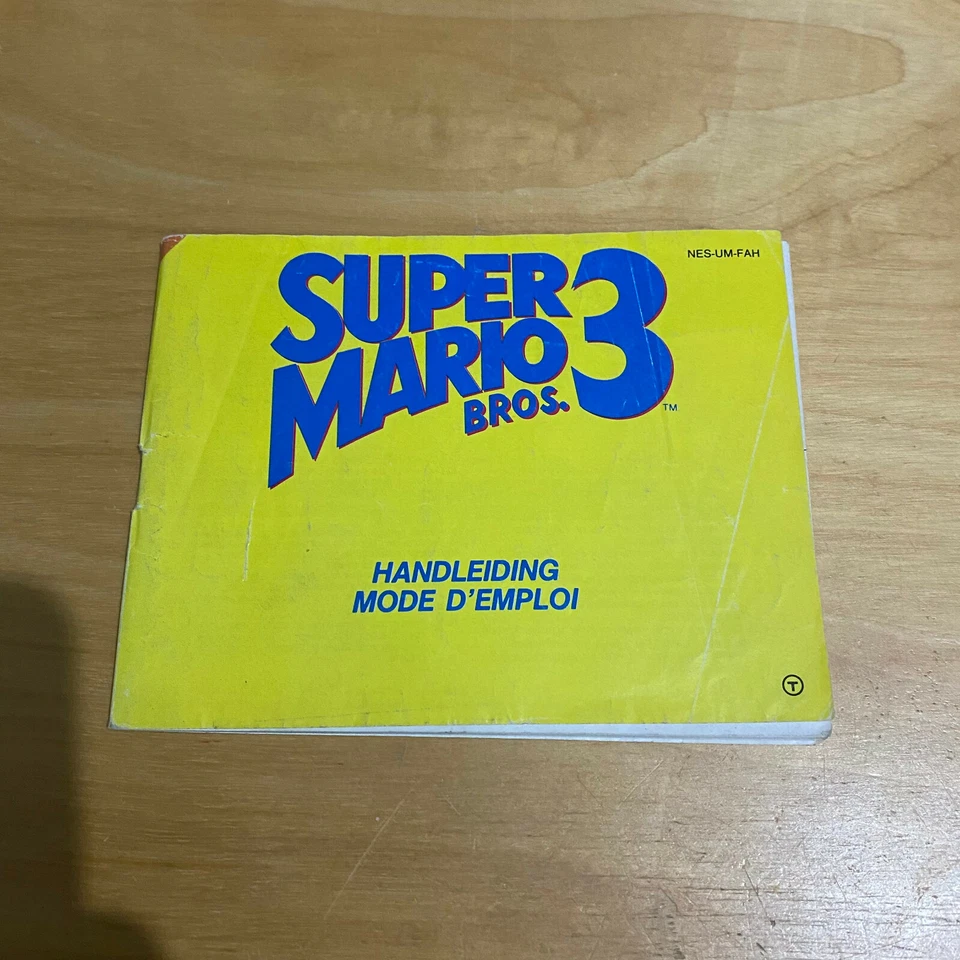 NES-UM-FAH
SUPER
MARIO
BROS. 3 ™
HANDLEIDING
MODE D'EMPLOI
T